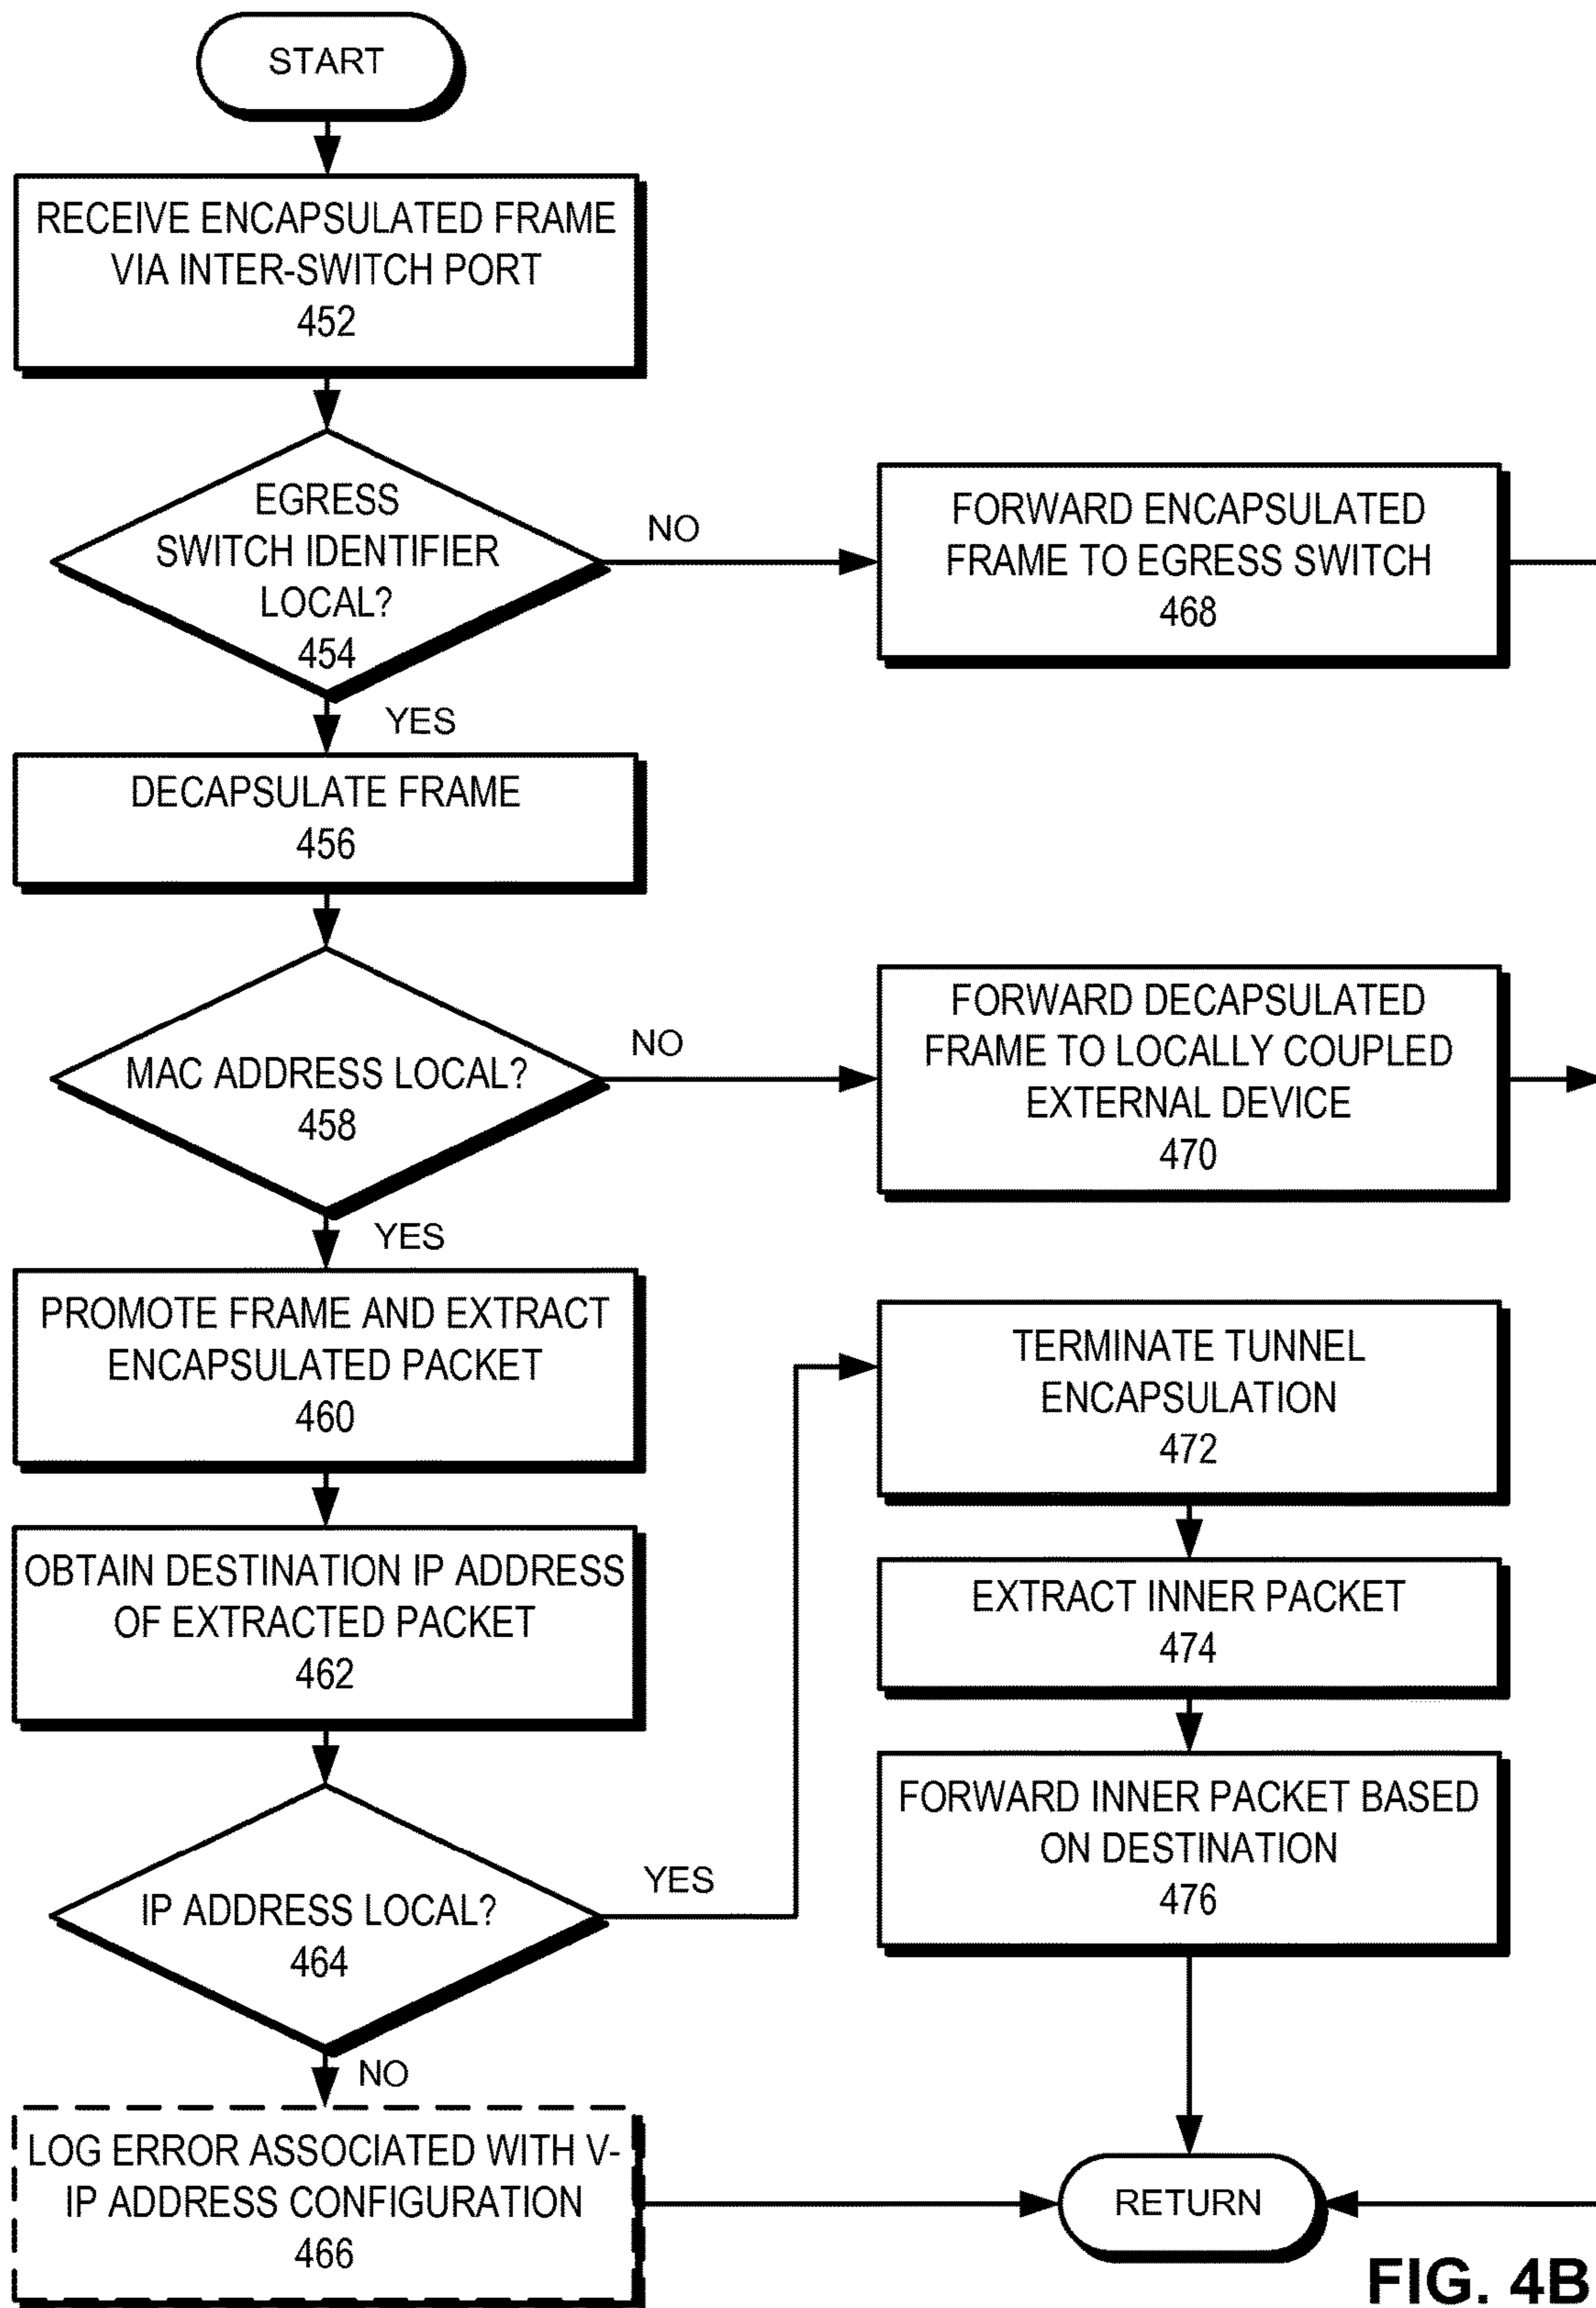 START
RECEIVE ENCAPSULATED FRAME
VIA INTER-SWITCH PORT
452
EGRESS
SWITCH IDENTIFIER
LOCAL?
454
NO
FORWARD ENCAPSULATED
FRAME TO EGRESS SWITCH
468
YES
DECAPSULATE FRAME
456
MAC ADDRESS LOCAL?
458
NO
FORWARD DECAPSULATED
FRAME TO LOCALLY COUPLED
EXTERNAL DEVICE
470
YES
PROMOTE FRAME AND EXTRACT
ENCAPSULATED PACKET
460
OBTAIN DESTINATION IP ADDRESS
OF EXTRACTED PACKET
462
IP ADDRESS LOCAL?
464
YES
TERMINATE TUNNEL
ENCAPSULATION
472
EXTRACT INNER PACKET
474
FORWARD INNER PACKET BASED
ON DESTINATION
476
NO
LOG ERROR ASSOCIATED WITH V-
IP ADDRESS CONFIGURATION
466
RETURN
FIG. 4B